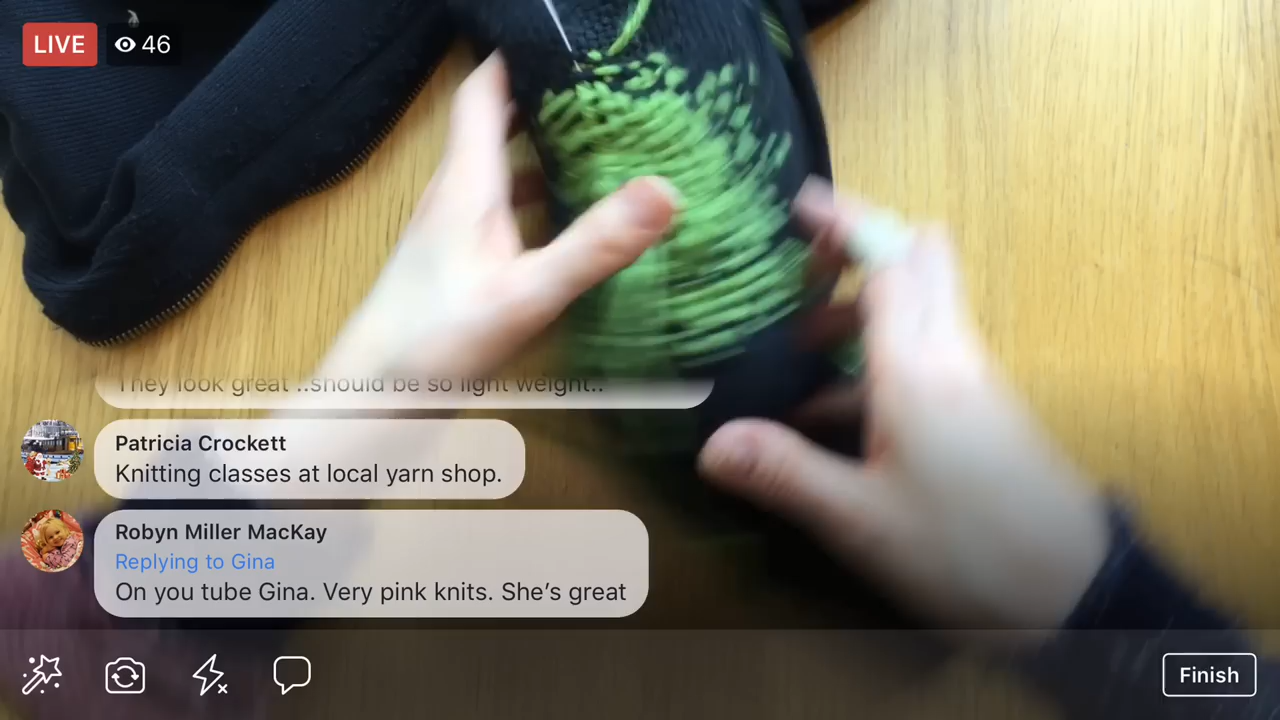 LIVE
46
They look great ..should be so light weight..
Patricia Crockett
Knitting classes at local yarn shop.
Robyn Miller MacKay
Replying to Gina
On you tube Gina. Very pink knits. She’s great
Finish